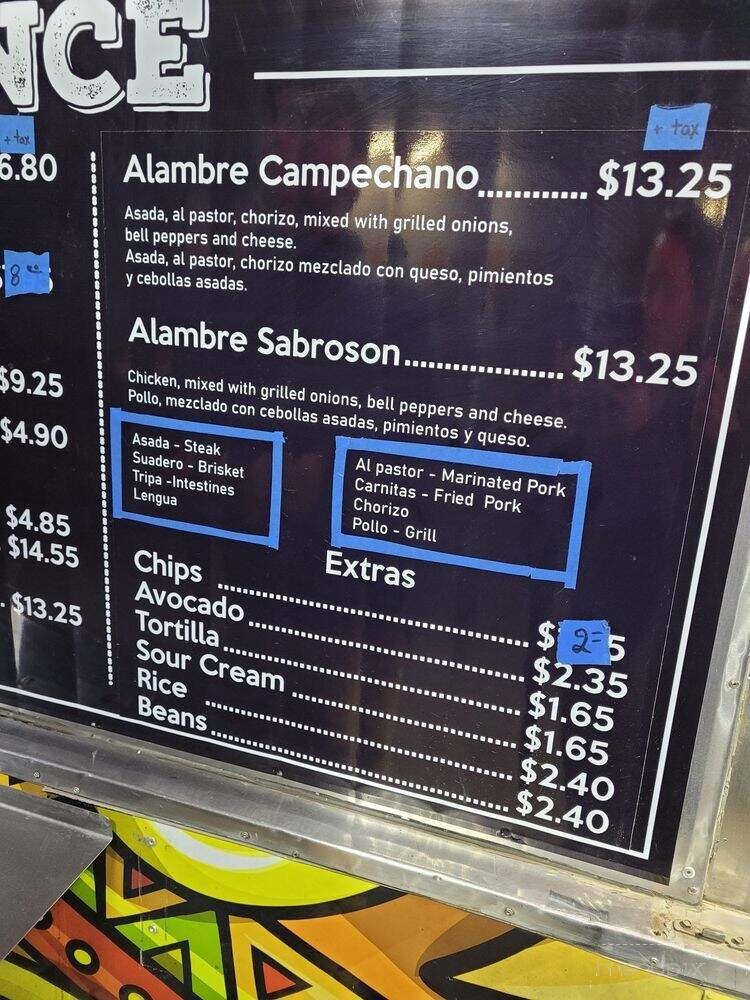 NCE
+ tax
6.80
8
$9.25
$4.90
$4.85
$14.55
$13.25
+ tax
Alambre Campechano............ $13.25
Asada, al pastor, chorizo, mixed with grilled onions,
bell peppers and cheese.
Asada, al pastor, chorizo mezclado con queso, pimientos
y cebollas asadas.
Alambre Sabroson.................. $13.25
Chicken, mixed with grilled onions, bell peppers and cheese.
Pollo, mezclado con cebollas asadas, pimientos y queso.
Asada - Steak
Suadero - Brisket
Tripa -Intestines
Lengua
Al pastor - Marinated Pork
Carnitas - Fried Pork
Chorizo
Pollo - Grill
Extras
Chips ........ $2=5
Avocado ........ $2.35
Tortilla ........ $1.65
Sour Cream ........ $1.65
Rice ........ $2.40
Beans ........ $2.40